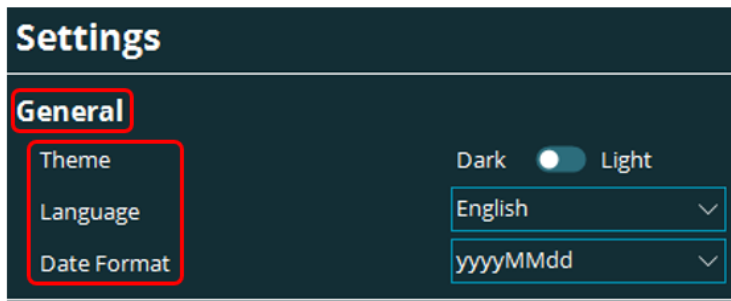 Settings
General
Theme Dark Light
Language English
Date Format yyyyMMdd